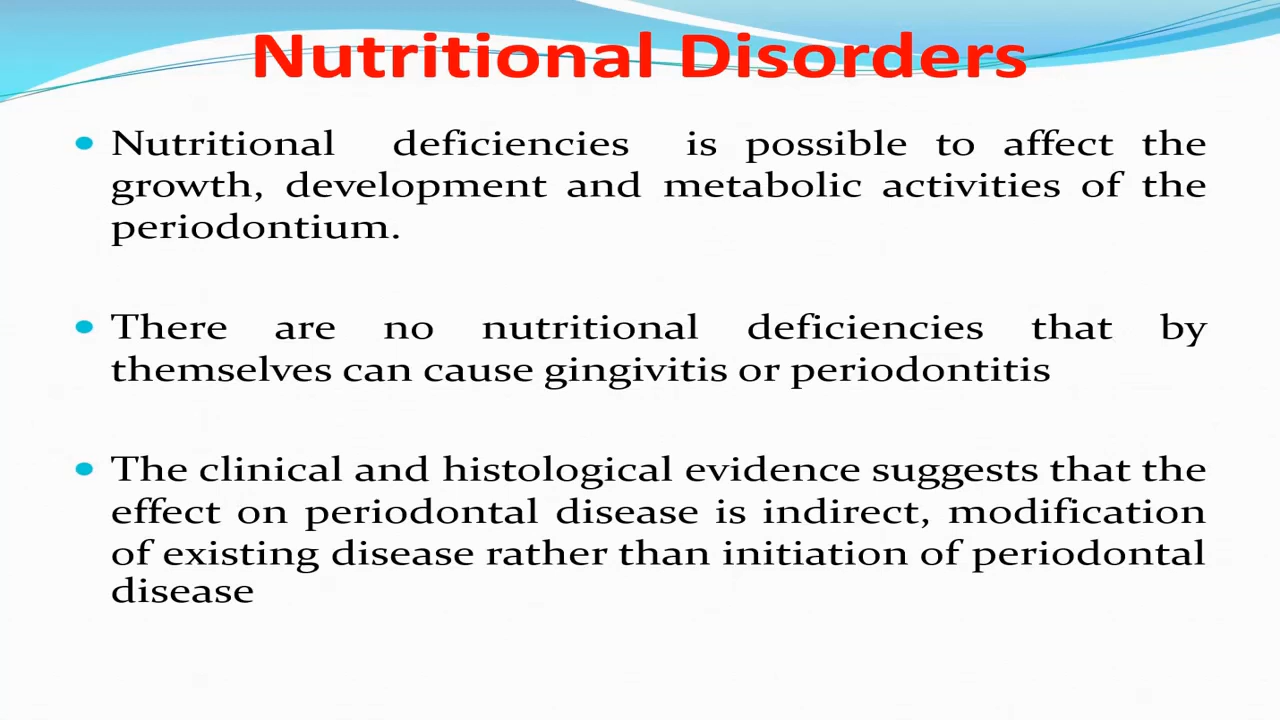 Nutritional Disorders
• Nutritional deficiencies is possible to affect the
growth, development and metabolic activities of the
periodontium.
• There are no nutritional deficiencies that by
themselves can cause gingivitis or periodontitis
• The clinical and histological evidence suggests that the
effect on periodontal disease is indirect, modification
of existing disease rather than initiation of periodontal
disease